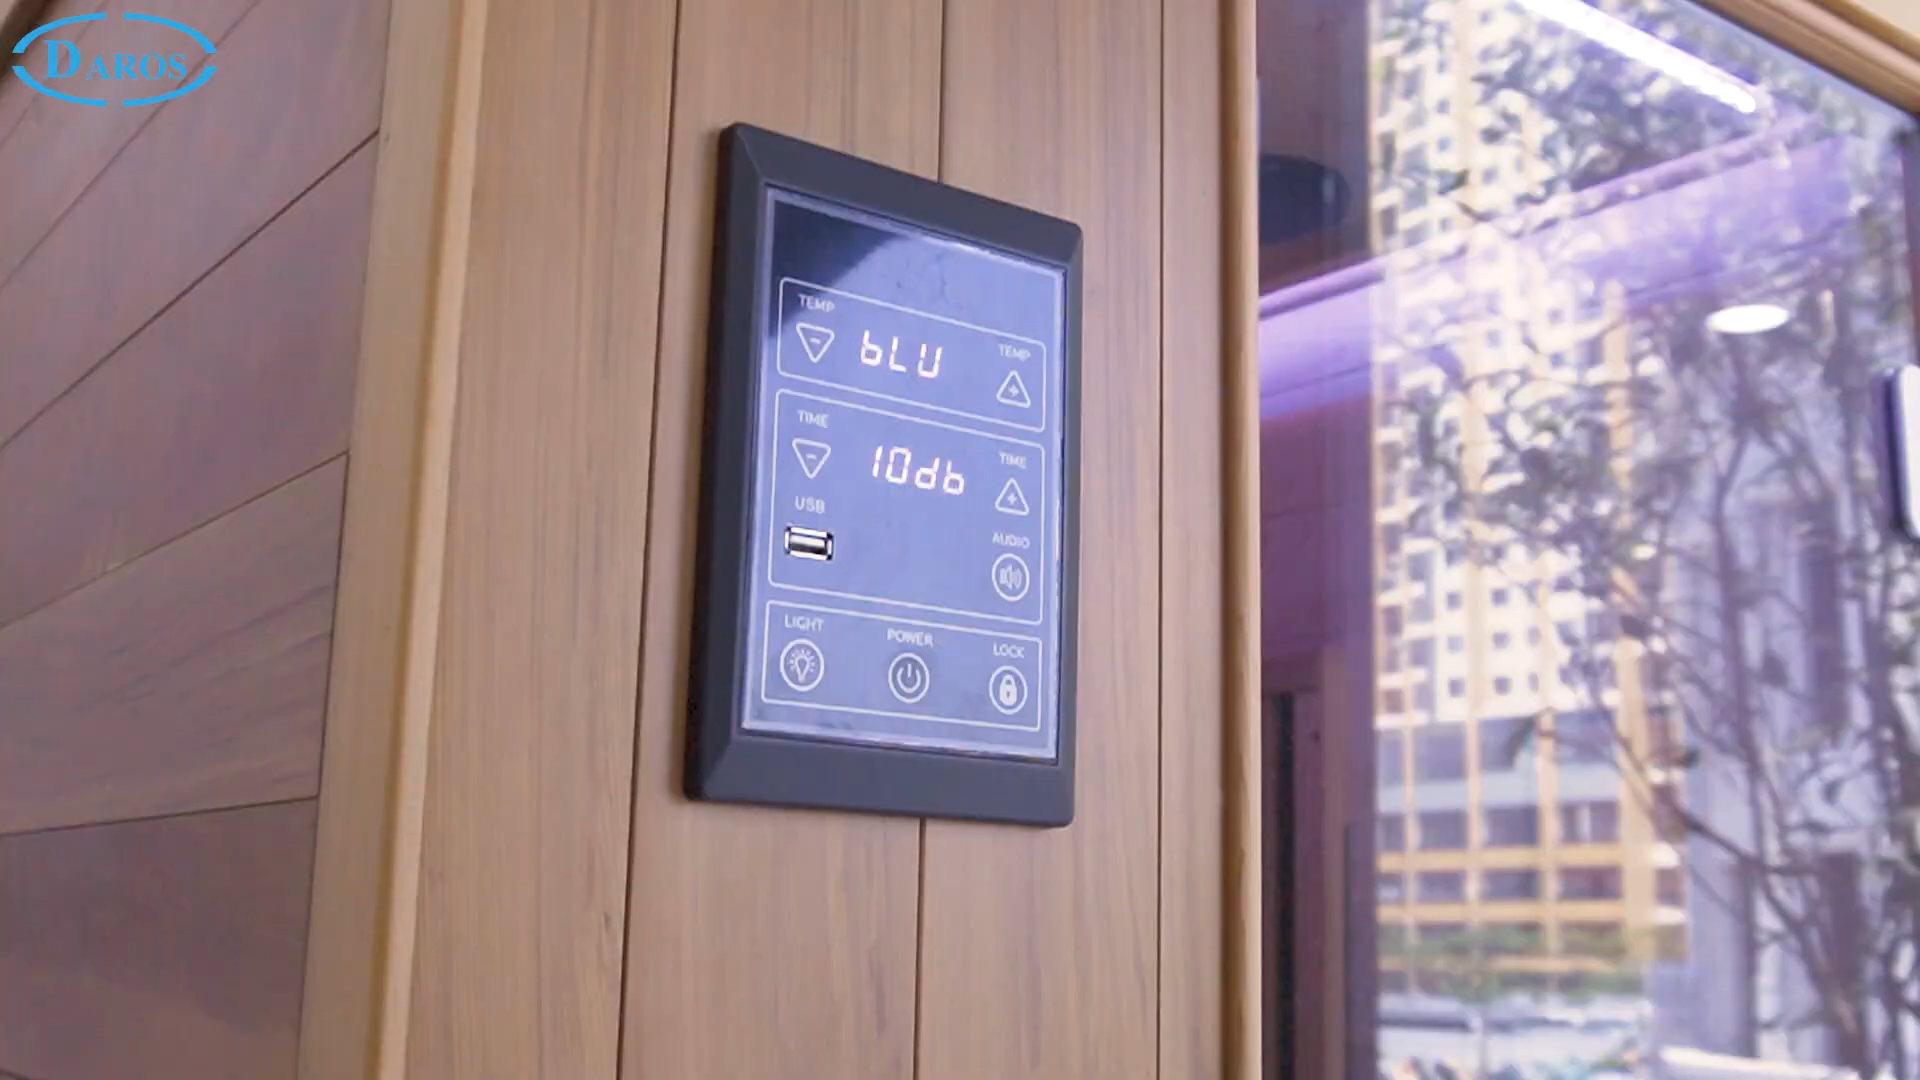 DAROS
TEMP
bLU
TEMP
TIME
10db
TIME
USB
AUDIO
LIGHT
POWER
LOCK